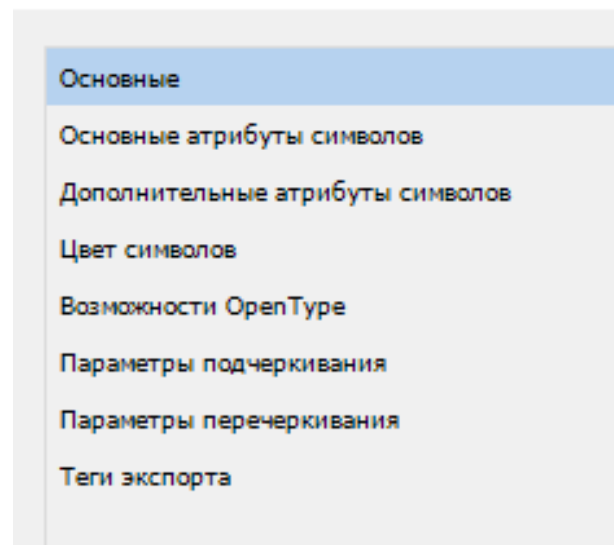 Основные
Основные атрибуты символов
Дополнительные атрибуты символов
Цвет символов
Возможности OpenType
Параметры подчеркивания
Параметры перечеркивания
Теги экспорта